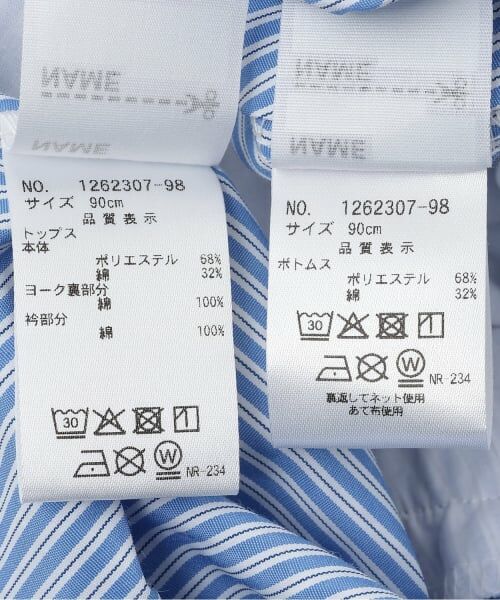 NAME
NAME
NO. 1262307-98
サイズ 90cm
品質表示
トップス
本体
ポリエステル 68%
綿 32%
ヨーク裏部分
綿 100%
衿部分
綿 100%
30
W
NR-234
NAME
NAME
NO. 1262307-98
サイズ 90cm
品質表示
ボトムス
ポリエステル 68%
綿 32%
30
W
NR-234
裏返してネット使用
あて布使用